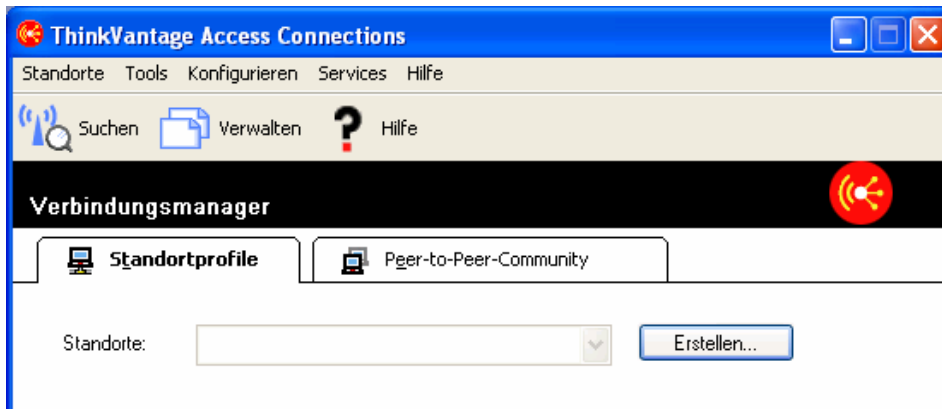 ThinkVantage Access Connections
Standorte Tools Konfigurieren Services Hilfe
Suchen Verwalten Hilfe
Verbindungsmanager
Standortprofile Peer-to-Peer-Community
Standorte: Erstellen...